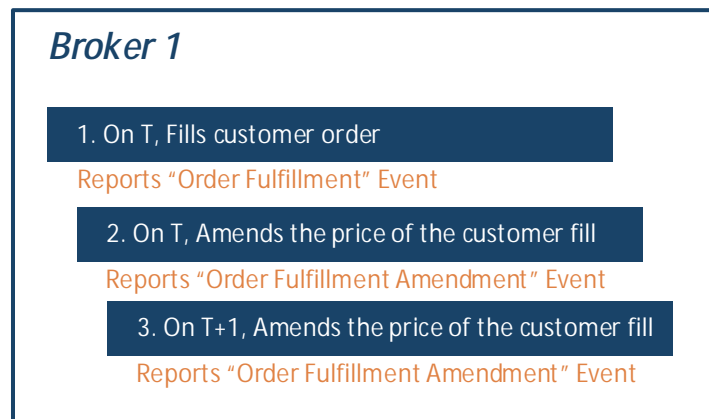 Broker 1
1. On T, Fills customer order
Reports “Order Fulfillment” Event
2. On T, Amends the price of the customer fill
Reports “Order Fulfillment Amendment” Event
3. On T+1, Amends the price of the customer fill
Reports “Order Fulfillment Amendment” Event